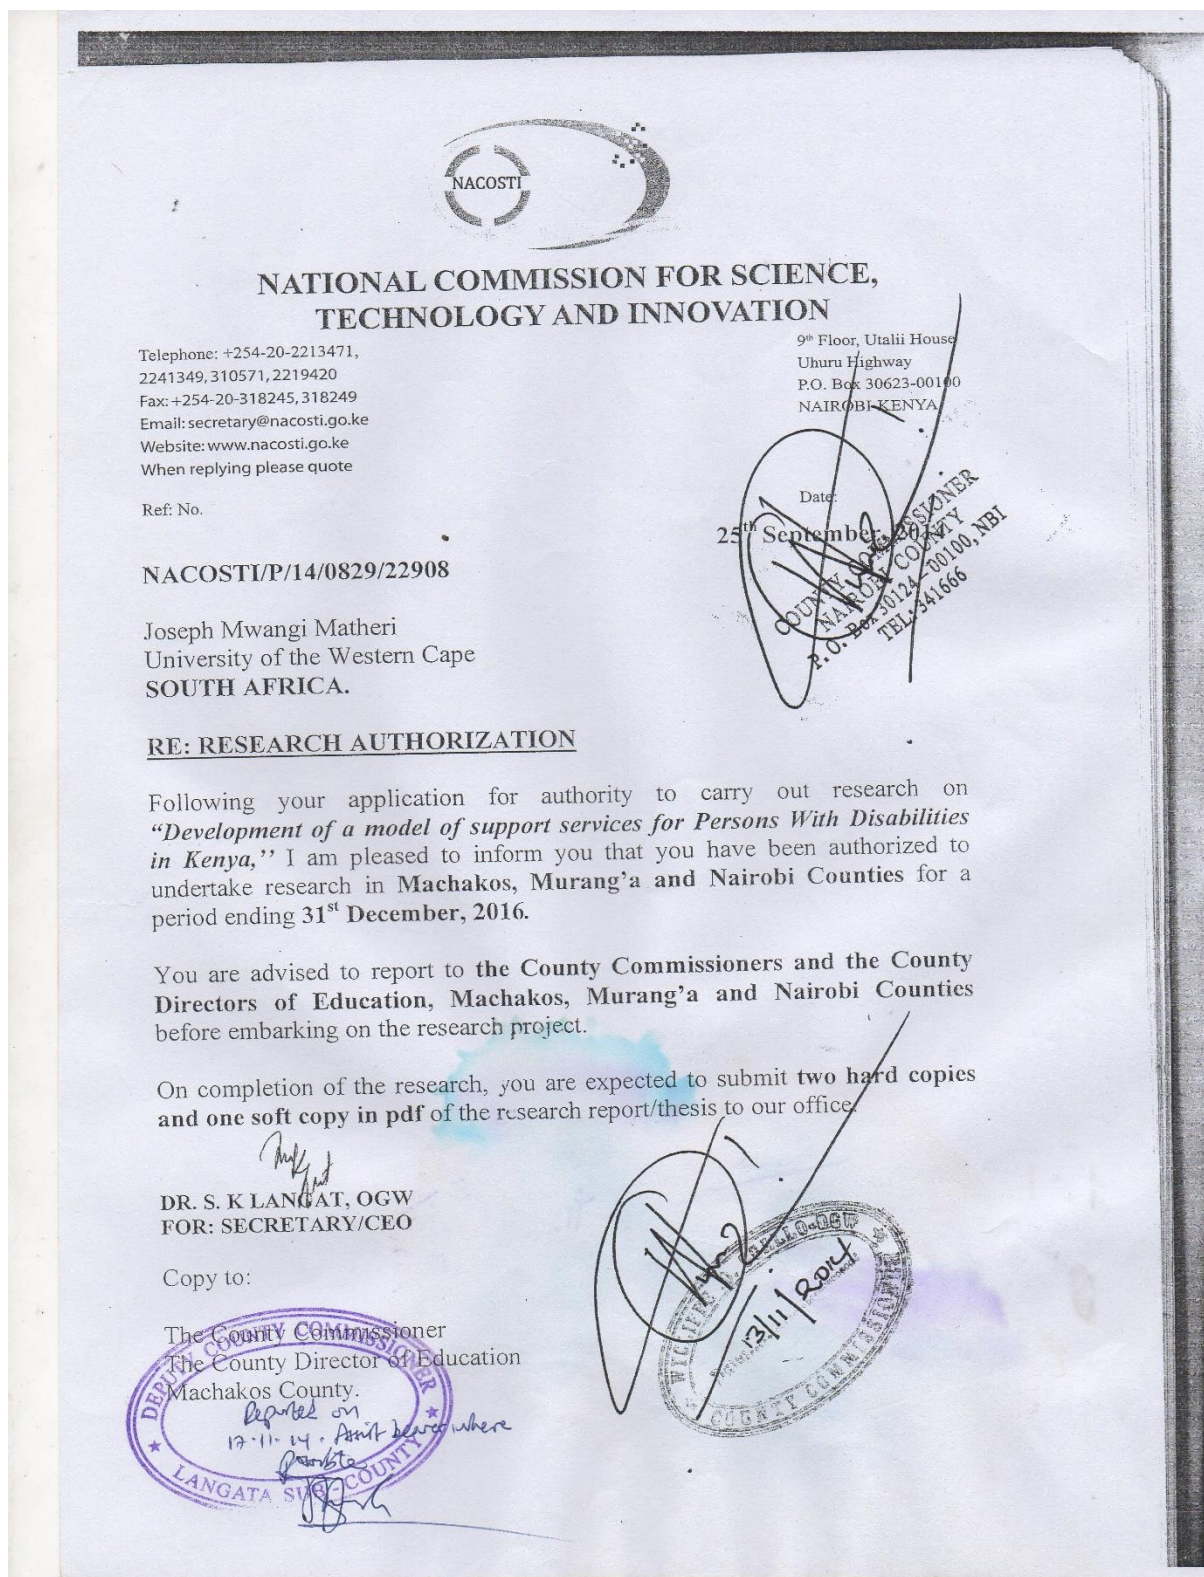 NACOSTI
NATIONAL COMMISSION FOR SCIENCE,
TECHNOLOGY AND INNOVATION
Telephone: +254-20-2213471,
2241349, 310571, 2219420
Fax: +254-20-318245, 318249
Email: secretary@nacosti.go.ke
Website: www.nacosti.go.ke
When replying please quote
9th Floor, Utalii House
Uhuru Highway
P.O. Box 30623-00100
NAIROBI-KENYA
Ref: No.
Date:
25th September,
COUNTY COMMISSIONER
NAIROBI COUNTY
P. O. Box 30124-00100, NBI
TEL: 341666
NACOSTI/P/14/0829/22908
Joseph Mwangi Matheri
University of the Western Cape
SOUTH AFRICA.
RE: RESEARCH AUTHORIZATION
Following your application for authority to carry out research on
“Development of a model of support services for Persons With Disabilities
in Kenya,’’ I am pleased to inform you that you have been authorized to
undertake research in Machakos, Murang’a and Nairobi Counties for a
period ending 31st December, 2016.
You are advised to report to the County Commissioners and the County
Directors of Education, Machakos, Murang’a and Nairobi Counties
before embarking on the research project.
On completion of the research, you are expected to submit two hard copies
and one soft copy in pdf of the research report/thesis to our office.
DR. S. K LANGAT, OGW
FOR: SECRETARY/CEO
13/11/2014
COUNTY COMMISSIONER
Copy to:
The County Commissioner
The County Director of Education
Machakos County.
DEPUTY COUNTY COMMISSIONER
Reported on
17-11-14. Assist bearer where
possible
LANGATA SUB-COUNTY